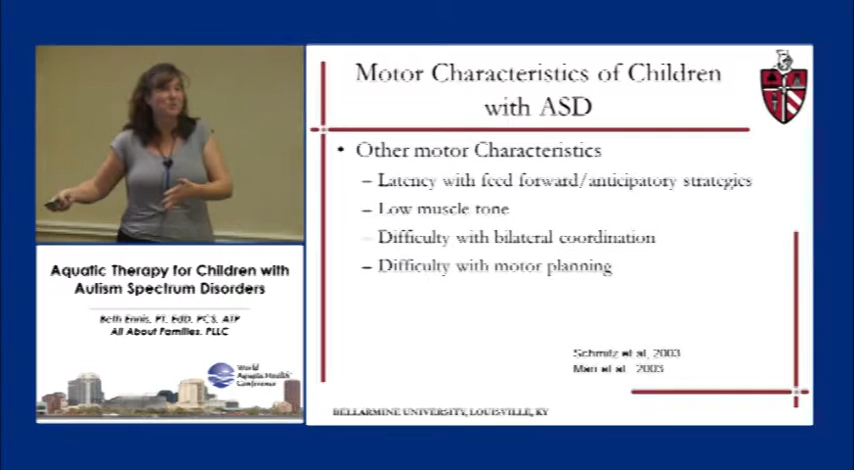 Motor Characteristics of Children
with ASD
• Other motor Characteristics
– Latency with feed forward/anticipatory strategies
– Low muscle tone
– Difficulty with bilateral coordination
– Difficulty with motor planning
Schmitz et al, 2003
Mari et al 2003
BELLARMINE UNIVERSITY, LOUISVILLE, KY
Aquatic Therapy for Children with
Autism Spectrum Disorders
Beth Ennis, PT, EdD, PCS, ATP
All About Families, PLLC
World
Aquatic Health
Conference